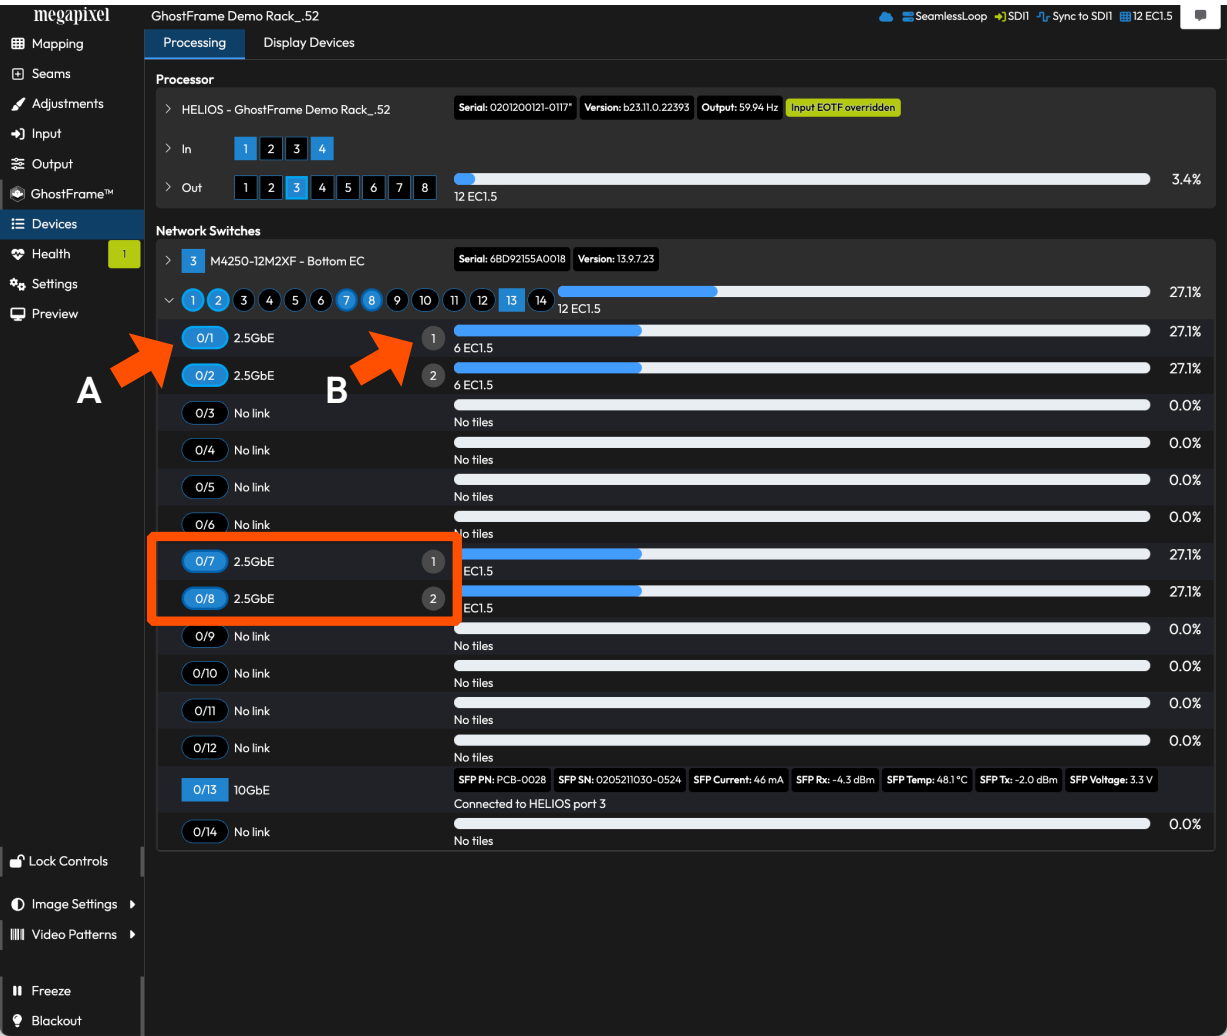 megapixel
GhostFrame Demo Rack_.52
SeamlessLoop SDI1 Sync to SDI1 12 EC1.5
Mapping
Seams
Adjustments
Input
Output
GhostFrame™
Devices
Health 1
Settings
Preview
Lock Controls
Image Settings
Video Patterns
Freeze
Blackout
Processing Display Devices
Processor
HELIOS - GhostFrame Demo Rack_.52 Serial: 0201200121-0117" Version: b23.11.0.22393 Output: 59.94 Hz Input EOTF overridden
In 1 2 3 4
Out 1 2 3 4 5 6 7 8 3.4%
12 EC1.5
Network Switches
3 M4250-12M2XF - Bottom EC Serial: 6BD92155A0018 Version: 13.9.7.23
1 2 3 4 5 6 7 8 9 10 11 12 13 14 27.1%
12 EC1.5
0/1 2.5GbE 1 27.1%
6 EC1.5
A B
0/2 2.5GbE 2 27.1%
6 EC1.5
0/3 No link 0.0%
No tiles
0/4 No link 0.0%
No tiles
0/5 No link 0.0%
No tiles
0/6 No link 0.0%
No tiles
0/7 2.5GbE 1 27.1%
EC1.5
0/8 2.5GbE 2 27.1%
EC1.5
0/9 No link 0.0%
No tiles
0/10 No link 0.0%
No tiles
0/11 No link 0.0%
No tiles
0/12 No link 0.0%
No tiles
0/13 10GbE SFP PN: PCB-0028 SFP SN: 0205211030-0524 SFP Current: 46 mA SFP Rx: -4.3 dBm SFP Temp: 48.1 °C SFP Tx: -2.0 dBm SFP Voltage: 3.3 V
Connected to HELIOS port 3
0/14 No link 0.0%
No tiles